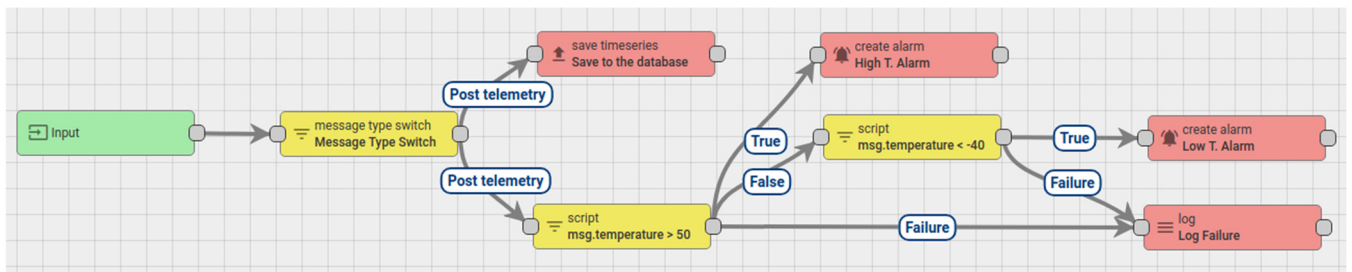 Input
message type switch
Message Type Switch
Post telemetry
save timeseries
Save to the database
Post telemetry
script
msg.temperature > 50
True
create alarm
High T. Alarm
False
script
msg.temperature < -40
True
create alarm
Low T. Alarm
Failure
Failure
log
Log Failure